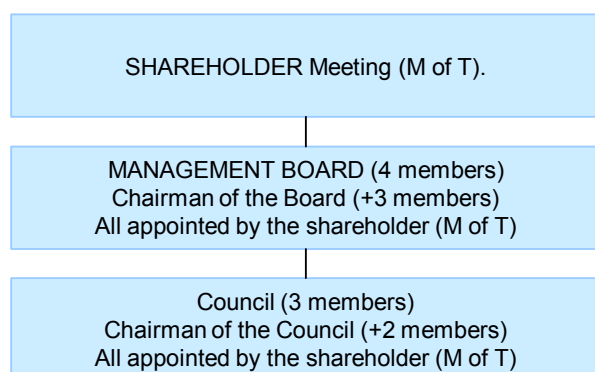 SHAREHOLDER Meeting (M of T).
MANAGEMENT BOARD (4 members)
Chairman of the Board (+3 members)
All appointed by the shareholder (M of T)
Council (3 members)
Chairman of the Council (+2 members)
All appointed by the shareholder (M of T)